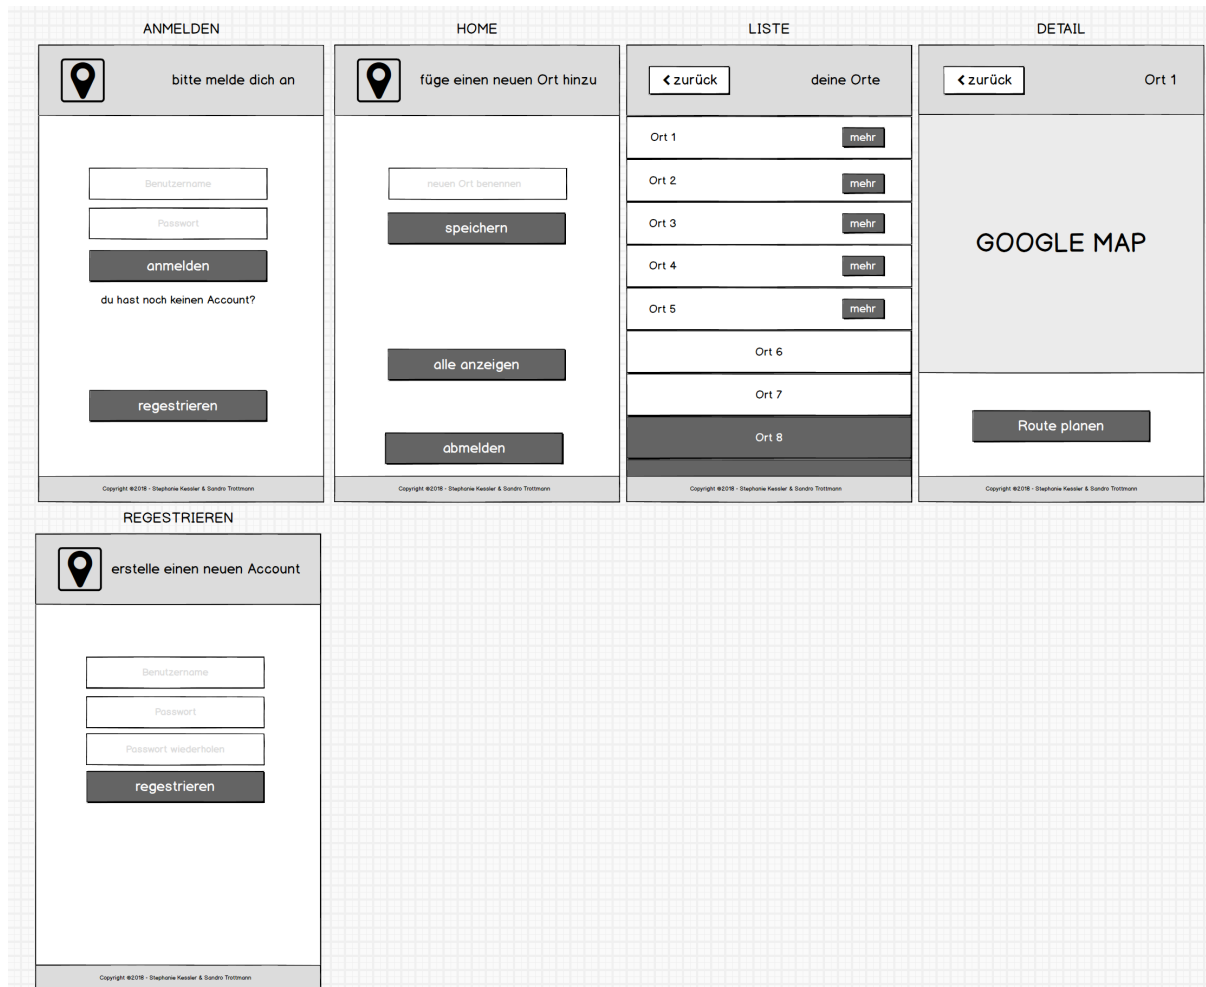 ANMELDEN
bitte melde dich an
Benutzername
Passwort
anmelden
du hast noch keinen Account?
regestrieren
Copyright ©2018 - Stephanie Kessler & Sandro Trottmann
HOME
füge einen neuen Ort hinzu
neuen Ort benennen
speichern
alle anzeigen
abmelden
Copyright ©2018 - Stephanie Kessler & Sandro Trottmann
LISTE
zurück
deine Orte
Ort 1 mehr
Ort 2 mehr
Ort 3 mehr
Ort 4 mehr
Ort 5 mehr
Ort 6
Ort 7
Ort 8
Copyright ©2018 - Stephanie Kessler & Sandro Trottmann
DETAIL
zurück
Ort 1
GOOGLE MAP
Route planen
Copyright ©2018 - Stephanie Kessler & Sandro Trottmann
REGESTRIEREN
erstelle einen neuen Account
Benutzername
Passwort
Passwort wiederholen
regestrieren
Copyright ©2018 - Stephanie Kessler & Sandro Trottmann